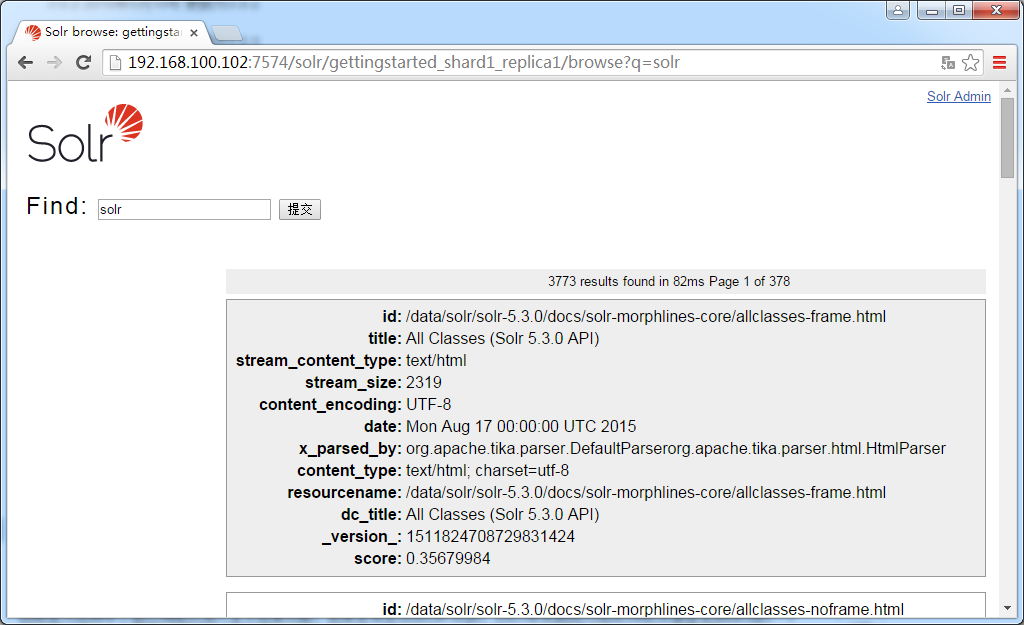 Solr browse: gettingsta
192.168.100.102:7574/solr/gettingstarted_shard1_replica1/browse?q=solr
Solr Admin
Solr
Find: solr 提交
3773 results found in 82ms Page 1 of 378
id: /data/solr/solr-5.3.0/docs/solr-morphlines-core/allclasses-frame.html
title: All Classes (Solr 5.3.0 API)
stream_content_type: text/html
stream_size: 2319
content_encoding: UTF-8
date: Mon Aug 17 00:00:00 UTC 2015
x_parsed_by: org.apache.tika.parser.DefaultParserorg.apache.tika.parser.html.HtmlParser
content_type: text/html; charset=utf-8
resourcename: /data/solr/solr-5.3.0/docs/solr-morphlines-core/allclasses-frame.html
dc_title: All Classes (Solr 5.3.0 API)
_version_: 1511824708729831424
score: 0.35679984
id: /data/solr/solr-5.3.0/docs/solr-morphlines-core/allclasses-noframe.html